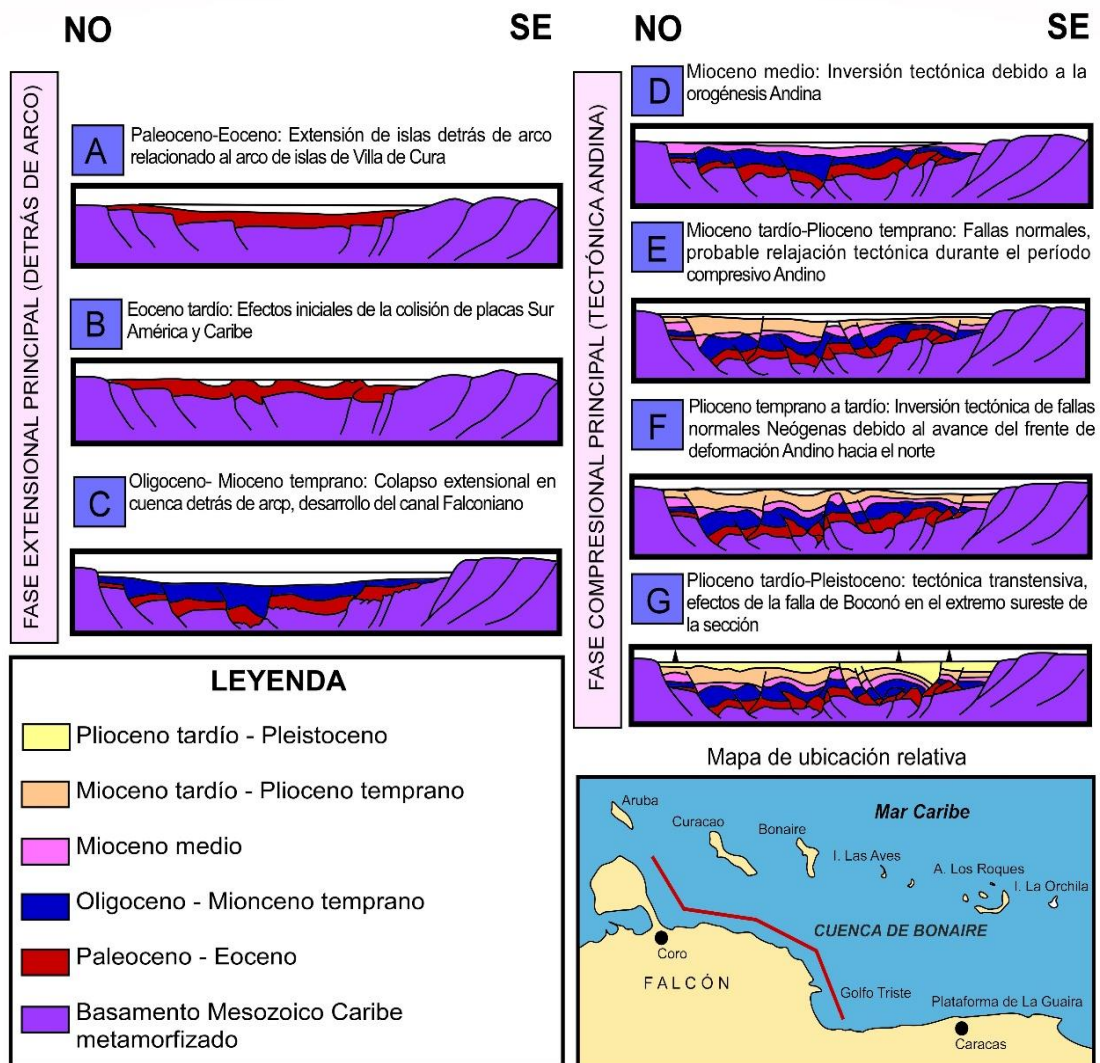 NO
SE
FASE EXTENSIONAL PRINCIPAL (DETRÁS DE ARCO)
A
Paleoceno-Eoceno: Extensión de islas detrás de arco
relacionado al arco de islas de Villa de Cura
B
Eoceno tardío: Efectos iniciales de la colisión de placas Sur
América y Caribe
C
Oligoceno- Mioceno temprano: Colapso extensional en
cuenca detrás de arcp, desarrollo del canal Falconiano
LEYENDA
Plioceno tardío - Pleistoceno
Mioceno tardío - Plioceno temprano
Mioceno medio
Oligoceno - Mionceno temprano
Paleoceno - Eoceno
Basamento Mesozoico Caribe
metamorfizado
NO
SE
FASE COMPRESIONAL PRINCIPAL (TECTÓNICA ANDINA)
D
Mioceno medio: Inversión tectónica debido a la
orogénesis Andina
E
Mioceno tardío-Plioceno temprano: Fallas normales,
probable relajación tectónica durante el período
compresivo Andino
F
Plioceno temprano a tardío: Inversión tectónica de fallas
normales Neógenas debido al avance del frente de
deformación Andino hacia el norte
G
Plioceno tardío-Pleistoceno: tectónica transtensiva,
efectos de la falla de Boconó en el extremo sureste de
la sección
Mapa de ubicación relativa
Aruba
Curacao
Bonaire
Mar Caribe
I. Las Aves
A. Los Roques
I. La Orchila
CUENCA DE BONAIRE
Coro
FALCÓN
Golfo Triste
Plataforma de La Guaira
Caracas